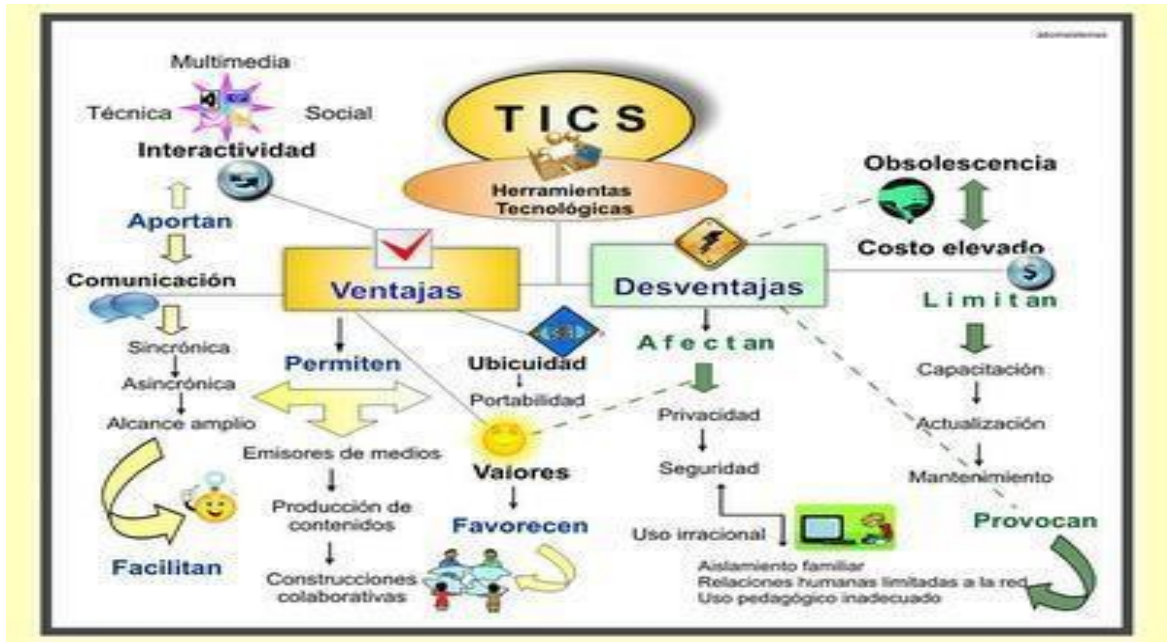 Multimedia
Técnica
Social
Interactividad
Aportan
Comunicación
Sincrónica
Asincrónica
Alcance amplio
Facilitan
TICS
Herramientas
Tecnológicas
Ventajas
Permiten
Emisores de medios
Producción de
contenidos
Construcciones
colaborativas
Ubicuidad
Portabilidad
Valores
Favorecen
Desventajas
Afectan
Privacidad
Seguridad
Uso irracional
Aislamiento familiar
Relaciones humanas limitadas a la red
Uso pedagógico inadecuado
Obsolescencia
Costo elevado
$
Limitan
Capacitación
Actualización
Mantenimiento
Provocan